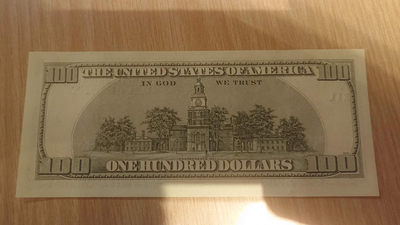 100 THE UNITED STATES OF AMERICA 100
IN GOD WE TRUST
100 ONE HUNDRED DOLLARS 100